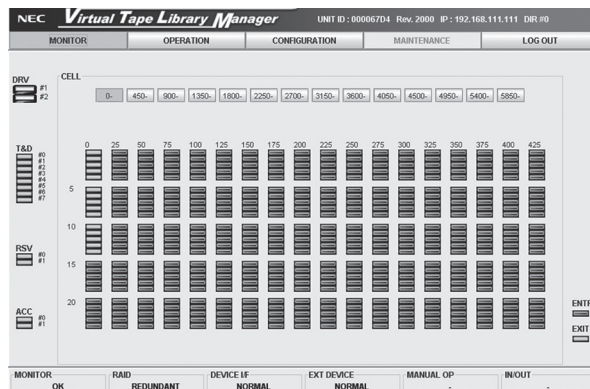 NEC Virtual Tape Library Manager UNIT ID : 000067D4 Rev. 2000 IP : 192.168.111.111 DIR #0
MONITOR OPERATION CONFIGURATION MAINTENANCE LOG OUT
DRV
#1
#2
CELL
0- 450- 900- 1350- 1800- 2250- 2700- 3150- 3600- 4050- 4500- 4950- 5400- 5850-
T&D
#0
#1
#2
#3
#4
#5
#6
#7
0 25 50 75 100 125 150 175 200 225 250 275 300 325 350 375 400 425
5
10
15
20
RSV
#0
#1
ACC
#0
#1
ENTR
EXIT
MONITOR RAID DEVICE I/F EXT DEVICE MANUAL OP IN/OUT
OK REDUNDANT NORMAL NORMAL - -